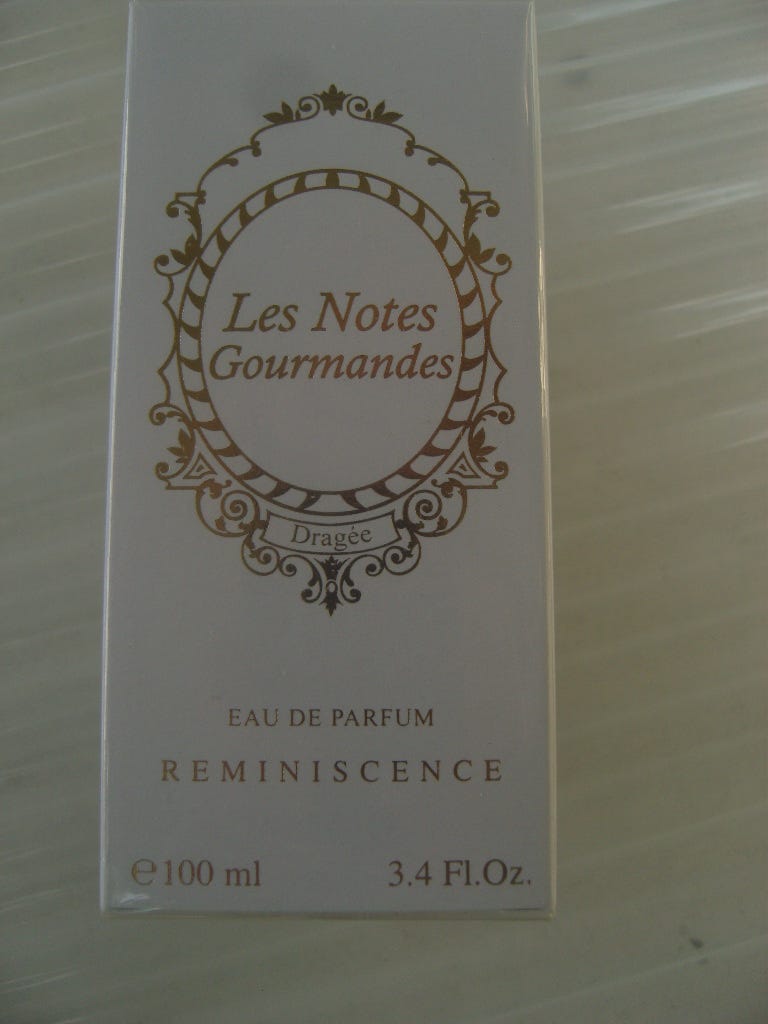 Les Notes
Gourmandes
Dragée
EAU DE PARFUM
REMINISCENCE
℮100 ml 3.4 Fl.Oz.